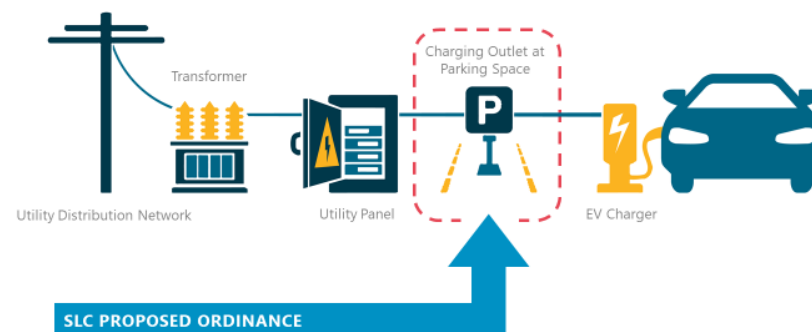 Charging Outlet at
Parking Space
Transformer
P
Utility Distribution Network
Utility Panel
EV Charger
SLC PROPOSED ORDINANCE